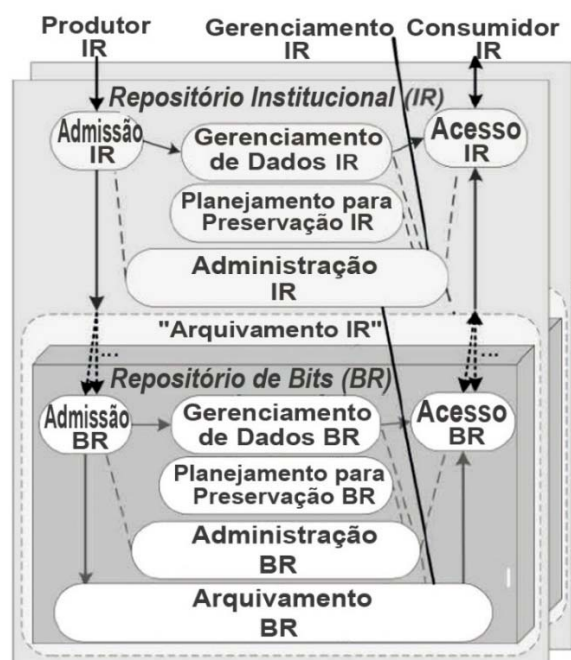 Produtor IR
Gerenciamento IR
Consumidor IR
Repositório Institucional (IR)
Admissão IR
Gerenciamento
de Dados IR
Acesso IR
Planejamento para
Preservação IR
Administração
IR
"Arquivamento IR"
...
...
Repositório de Bits (BR)
Admissão BR
Gerenciamento
de Dados BR
Acesso BR
Planejamento para
Preservação BR
Administração
BR
Arquivamento
BR